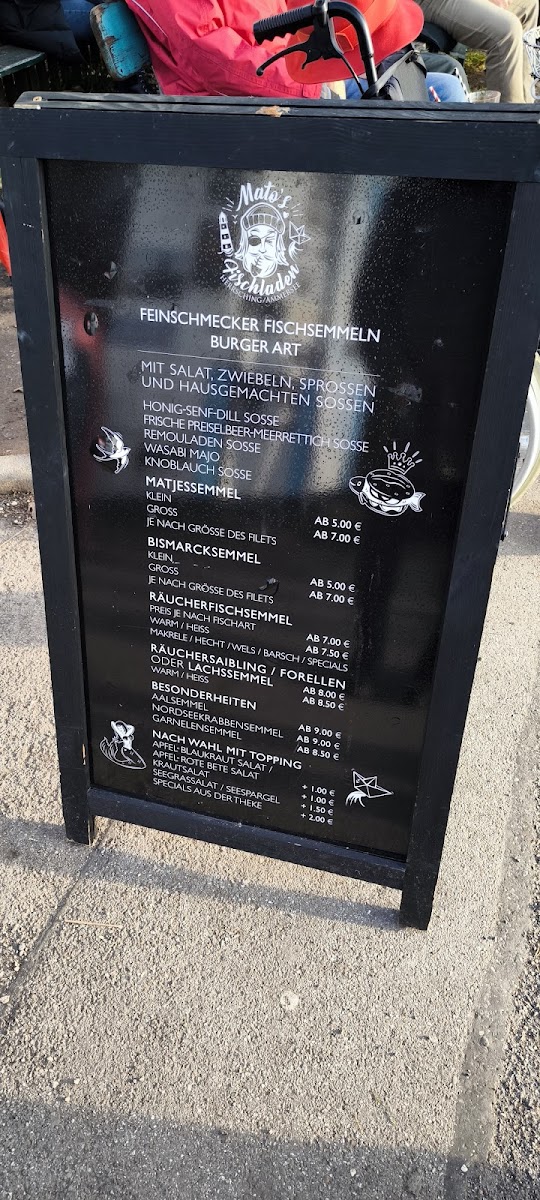 Mato's
Fischladen
HERRSCHING/AMMERSEE
FEINSCHMECKER FISCHSEMMELN
BURGER ART
MIT SALAT, ZWIEBELN, SPROSSEN
UND HAUSGEMACHTEN SOSSEN
HONIG-SENF-DILL SOSSE
FRISCHE PREISELBEER-MEERRETTICH SOSSE
REMOULADEN SOSSE
WASABI MAJO
KNOBLAUCH SOSSE
MATJESSEMMEL
KLEIN AB 5.00 €
GROSS AB 7.00 €
JE NACH GRÖSSE DES FILETS
BISMARCKSEMMEL
KLEIN AB 5.00 €
GROSS AB 7.00 €
JE NACH GRÖSSE DES FILETS
RÄUCHERFISCHSEMMEL
PREIS JE NACH FISCHART AB 7.00 €
WARM / HEISS AB 7.50 €
MAKRELE / HECHT / WELS / BARSCH / SPECIALS
RÄUCHERSAIBLING / FORELLEN
ODER LACHSSEMMEL AB 8.00 €
WARM / HEISS AB 8.50 €
BESONDERHEITEN
AALSEMMEL AB 9.00 €
NORDSEEKRABBENSEMMEL AB 9.00 €
GARNELENSEMMEL AB 8.50 €
NACH WAHL MIT TOPPING
APFEL-BLAUKRAUT SALAT /
APFEL-ROTE BETE SALAT + 1.00 €
KRAUTSALAT + 1.00 €
SEEGRASSALAT / SEESPARGEL + 1.50 €
SPECIALS AUS DER THEKE + 2.00 €